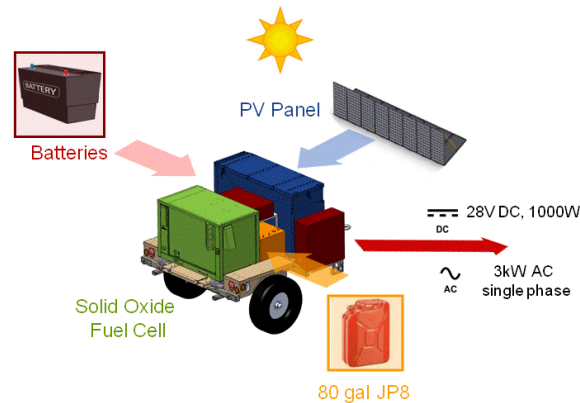 BATTERY
PV Panel
Batteries
28V DC, 1000W
DC
3kW AC
AC
single phase
Solid Oxide
Fuel Cell
80 gal JP8